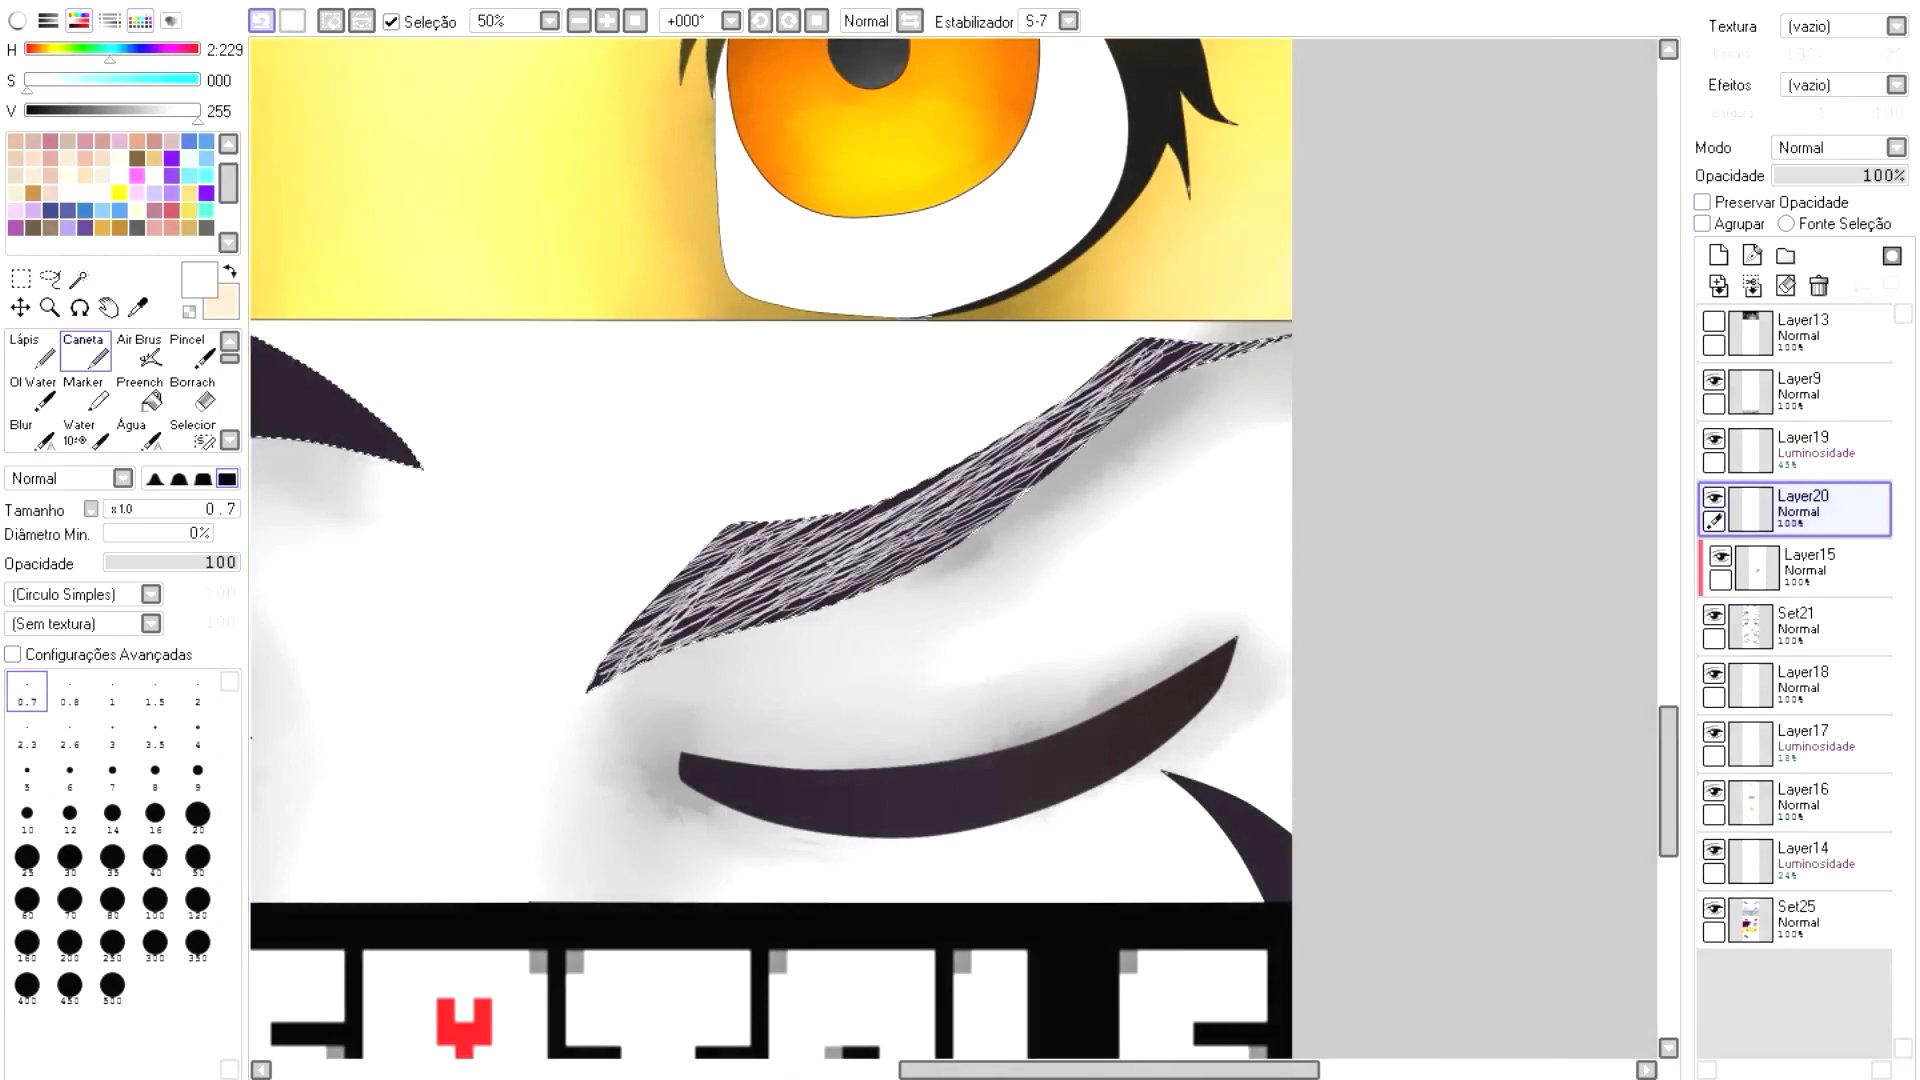 Seleção
50%
+000°
Normal
Estabilizador
S-7
H
2:229
S
000
V
255
Lápis
Caneta
Air Brus
Pincel
Ol Water
Marker
Preench
Borrach
Blur
Water
Água
Selecior
Normal
Tamanho
x 1.0
0.7
Diâmetro Min.
0%
Opacidade
100
(Circulo Simples)
100
(Sem textura)
100
Configurações Avançadas
0.7 0.8 1 1.5 2
2.3 2.6 3 3.5 4
5 6 7 8 9
10 12 14 16 20
25 30 35 40 50
60 70 80 100 120
160 200 250 300 350
400 450 500
Textura
(vazio)
Efeitos
(vazio)
Largura 1 100
Modo
Normal
Opacidade
100%
Preservar Opacidade
Agrupar
Fonte Seleção
Layer13
Normal
100%
Layer9
Normal
100%
Layer19
Luminosidade
45%
Layer20
Normal
100%
Layer15
Normal
100%
Set21
Normal
100%
Layer18
Normal
100%
Layer17
Luminosidade
18%
Layer16
Normal
100%
Layer14
Luminosidade
24%
Set25
Normal
100%